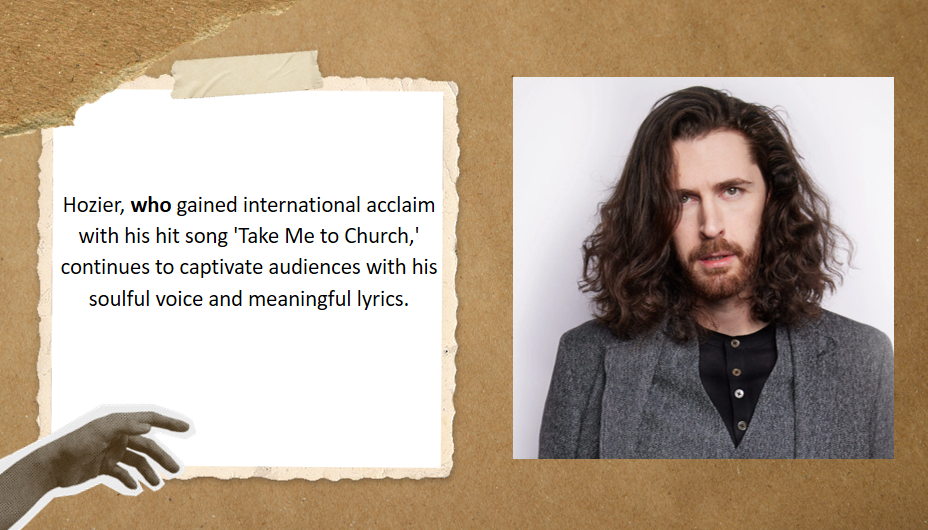 Hozier, who gained international acclaim
with his hit song 'Take Me to Church,'
continues to captivate audiences with his
soulful voice and meaningful lyrics.